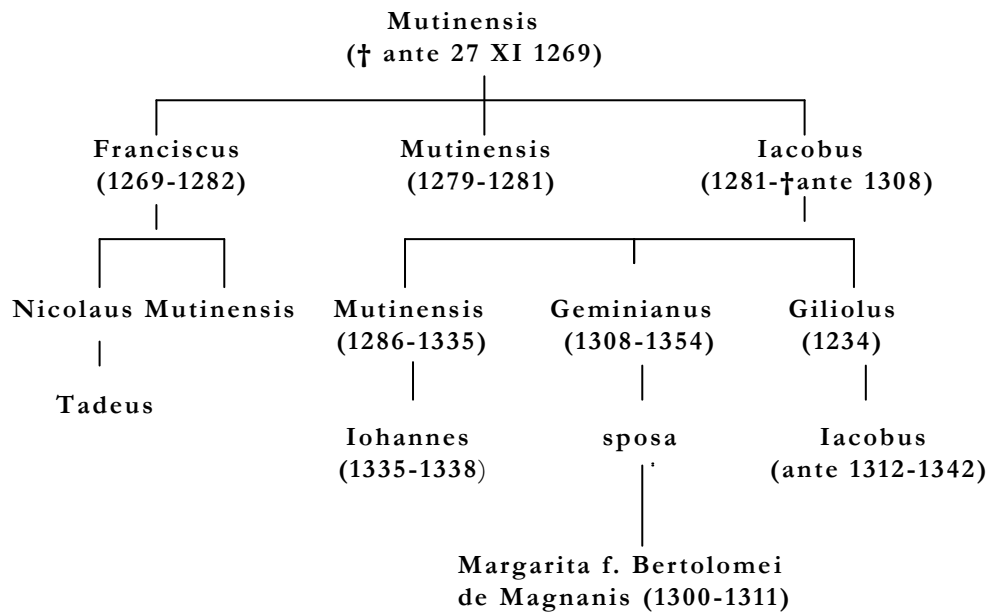 Mutinensis
(† ante 27 XI 1269)
Franciscus Mutinensis Iacobus
(1269-1282) (1279-1281) (1281-†ante 1308)
Nicolaus Mutinensis Mutinensis Geminianus Giliolus
(1286-1335) (1308-1354) (1234)
Tadeus
Iohannes sposa Iacobus
(1335-1338) (ante 1312-1342)
Margarita f. Bertolomei
de Magnanis (1300-1311)